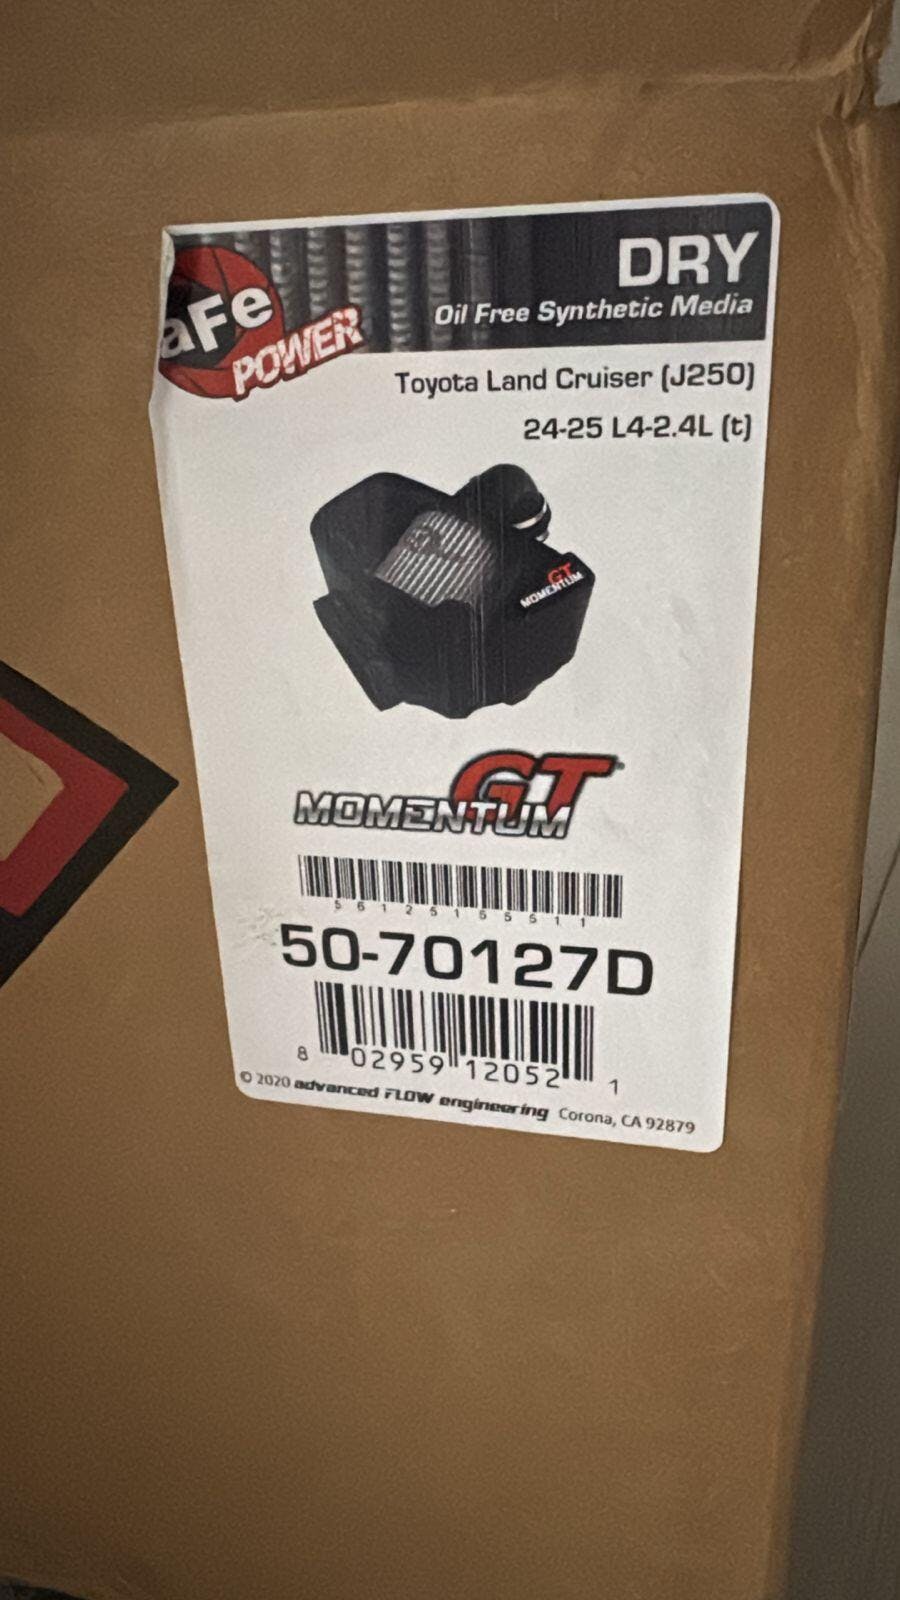 aFe
POWER
DRY
Oil Free Synthetic Media
Toyota Land Cruiser (J250)
24-25 L4-2.4L (t)
GT
MOMENTUM
GT
MOMENTUM
5 6 1 2 5 1 5 5 5 1 1
50-70127D
8 02959 12052 1
© 2020 advanced FLOW engineering Corona, CA 92879